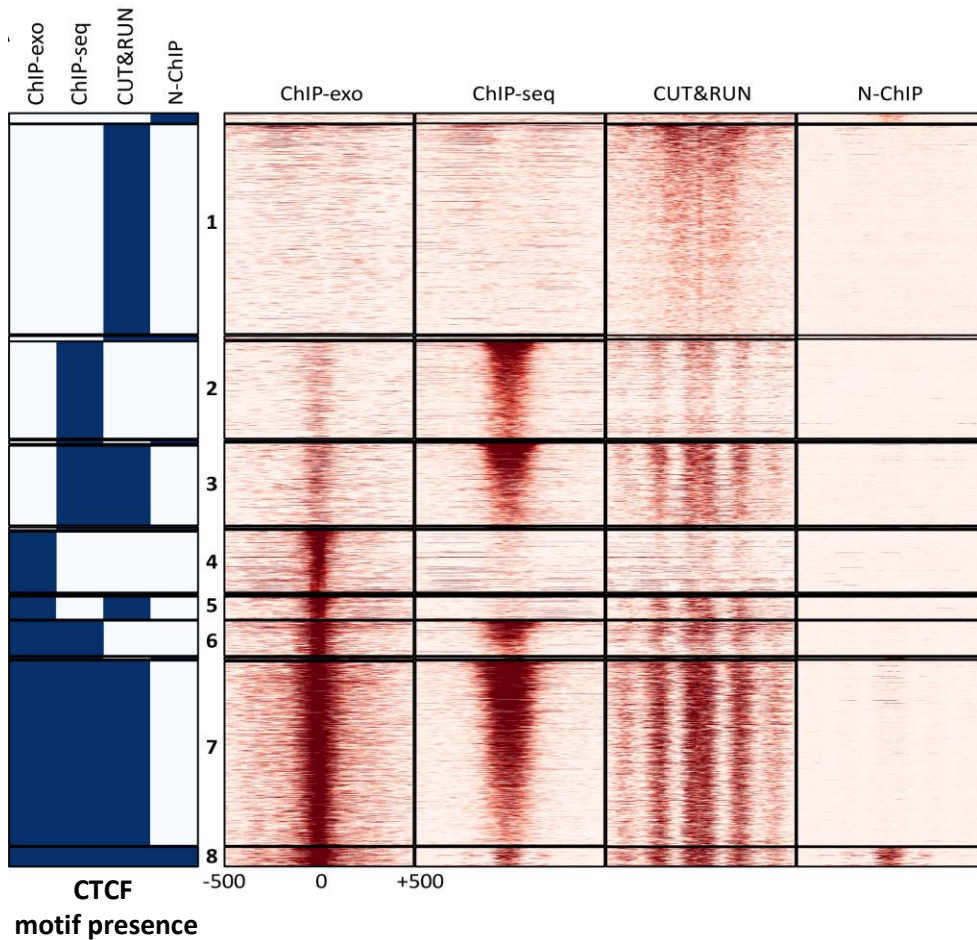 ChIP-exo
ChIP-seq
CUT&RUN
N-ChIP
ChIP-exo ChIP-seq CUT&RUN N-ChIP
1
2
3
4
5
6
7
8
-500 0 +500
CTCF
motif presence